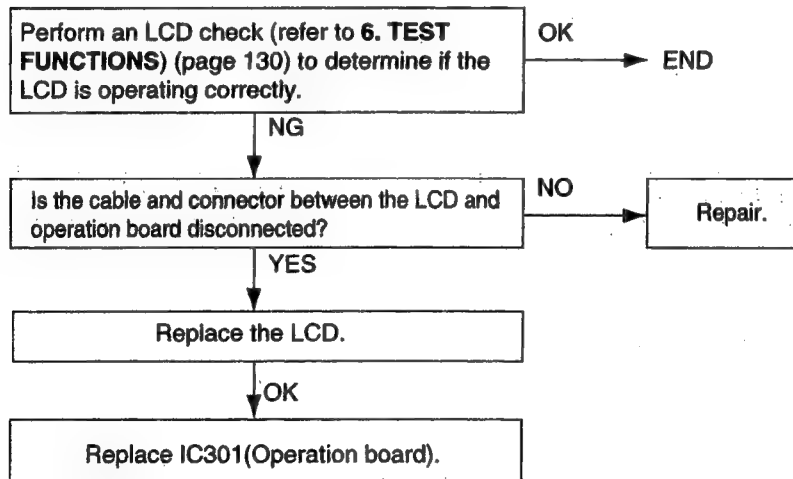 Perform an LCD check (refer to 6. TEST
FUNCTIONS) (page 130) to determine if the
LCD is operating correctly.
OK
END
NG
Is the cable and connector between the LCD and
operation board disconnected?
NO
Repair.
YES
Replace the LCD.
OK
Replace IC301(Operation board).